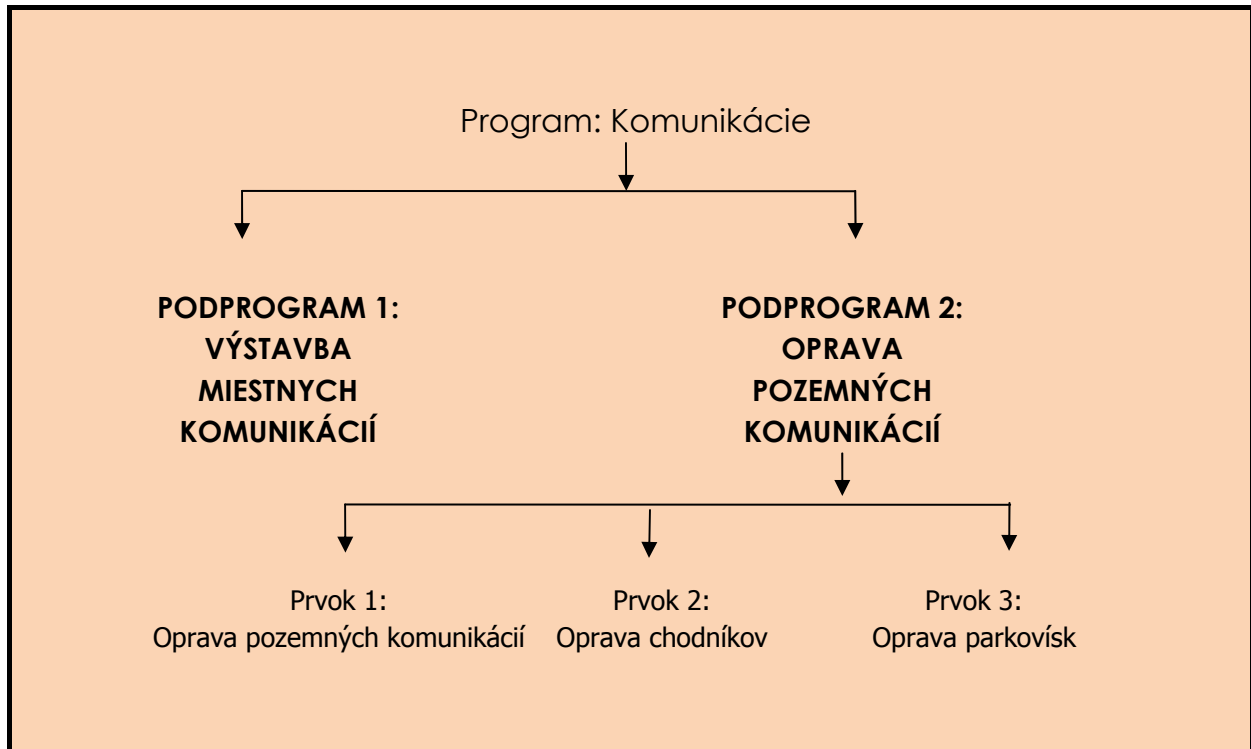 Program: Komunikácie
PODPROGRAM 1:
VÝSTAVBA
MIESTNYCH
KOMUNIKÁCIÍ
PODPROGRAM 2:
OPRAVA
POZEMNÝCH
KOMUNIKÁCIÍ
Prvok 1:
Oprava pozemných komunikácií
Prvok 2:
Oprava chodníkov
Prvok 3:
Oprava parkovísk